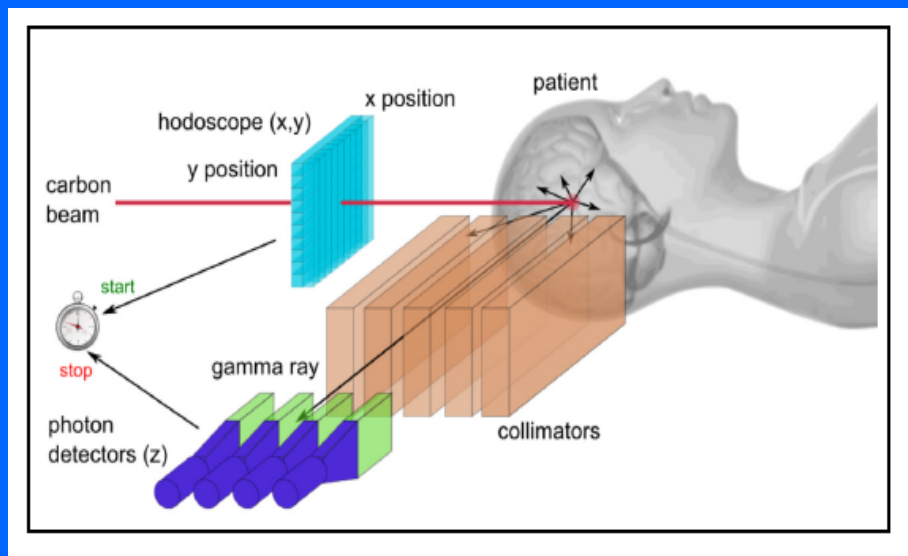 patient
x position
hodoscope (x,y)
y position
carbon
beam
start
stop
gamma ray
photon
detectors (z)
collimators